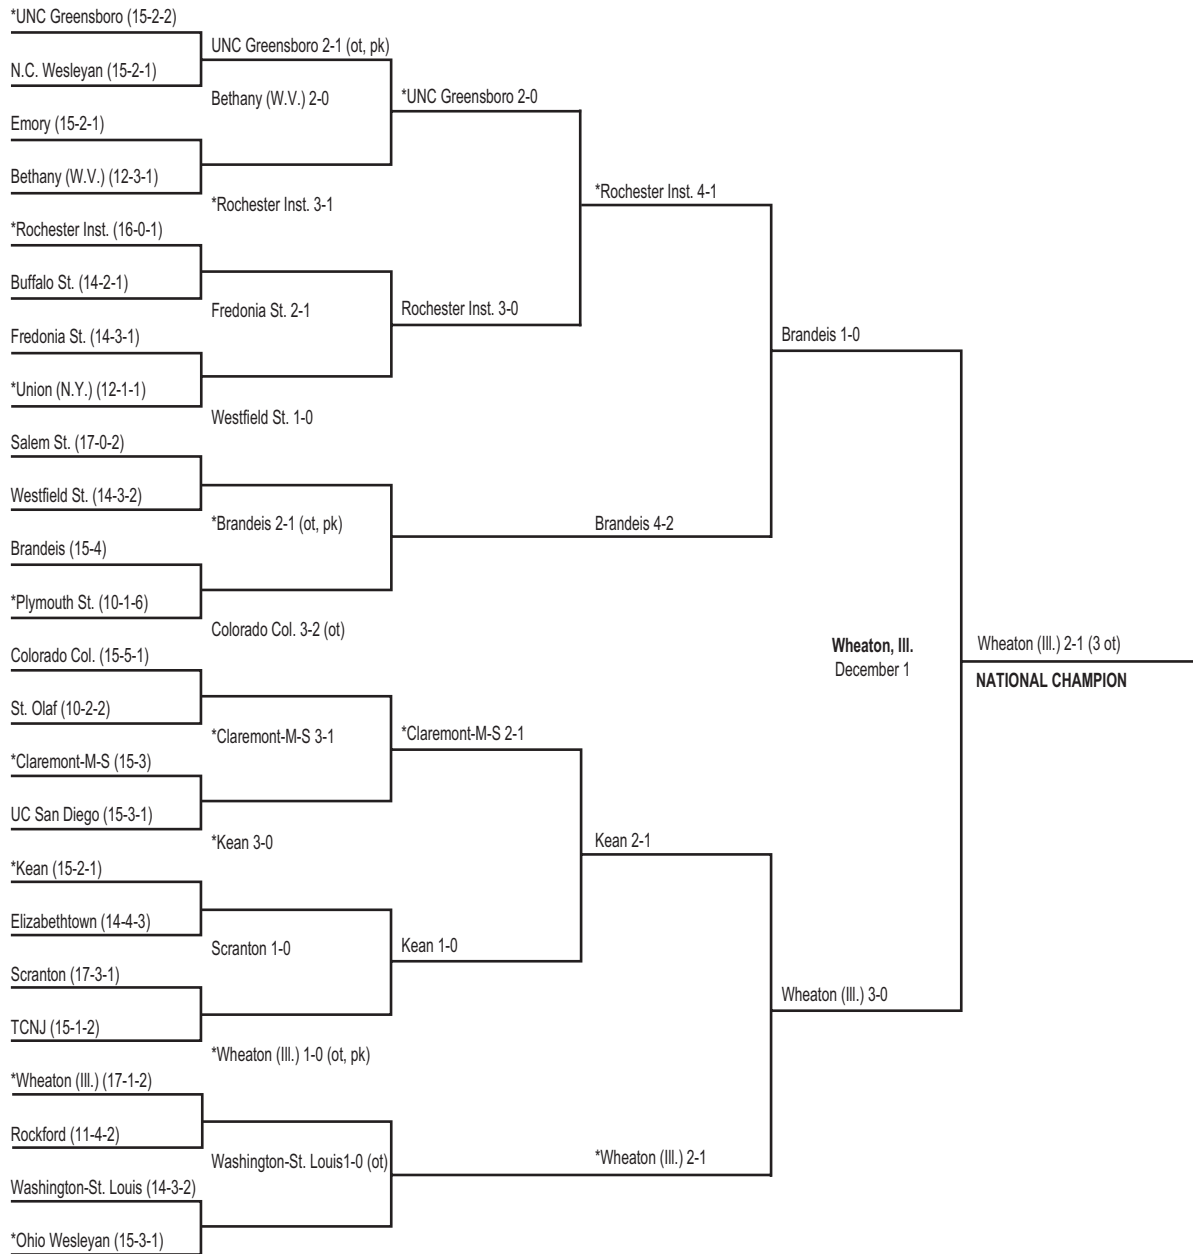 *UNC Greensboro (15-2-2)
N.C. Wesleyan (15-2-1)
Emory (15-2-1)
Bethany (W.V.) (12-3-1)
*Rochester Inst. (16-0-1)
Buffalo St. (14-2-1)
Fredonia St. (14-3-1)
*Union (N.Y.) (12-1-1)
Salem St. (17-0-2)
Westfield St. (14-3-2)
Brandeis (15-4)
*Plymouth St. (10-1-6)
Colorado Col. (15-5-1)
St. Olaf (10-2-2)
*Claremont-M-S (15-3)
UC San Diego (15-3-1)
*Kean (15-2-1)
Elizabethtown (14-4-3)
Scranton (17-3-1)
TCNJ (15-1-2)
*Wheaton (Ill.) (17-1-2)
Rockford (11-4-2)
Washington-St. Louis (14-3-2)
*Ohio Wesleyan (15-3-1)
UNC Greensboro 2-1 (ot, pk)
Bethany (W.V.) 2-0
*Rochester Inst. 3-1
Fredonia St. 2-1
Westfield St. 1-0
*Brandeis 2-1 (ot, pk)
Colorado Col. 3-2 (ot)
*Claremont-M-S 3-1
*Kean 3-0
Scranton 1-0
*Wheaton (Ill.) 1-0 (ot, pk)
Washington-St. Louis1-0 (ot)
*UNC Greensboro 2-0
Rochester Inst. 3-0
*Claremont-M-S 2-1
Kean 1-0
*Rochester Inst. 4-1
Brandeis 4-2
Kean 2-1
*Wheaton (Ill.) 2-1
Brandeis 1-0
Wheaton (Ill.) 3-0
Wheaton, Ill.
December 1
Wheaton (Ill.) 2-1 (3 ot)
NATIONAL CHAMPION